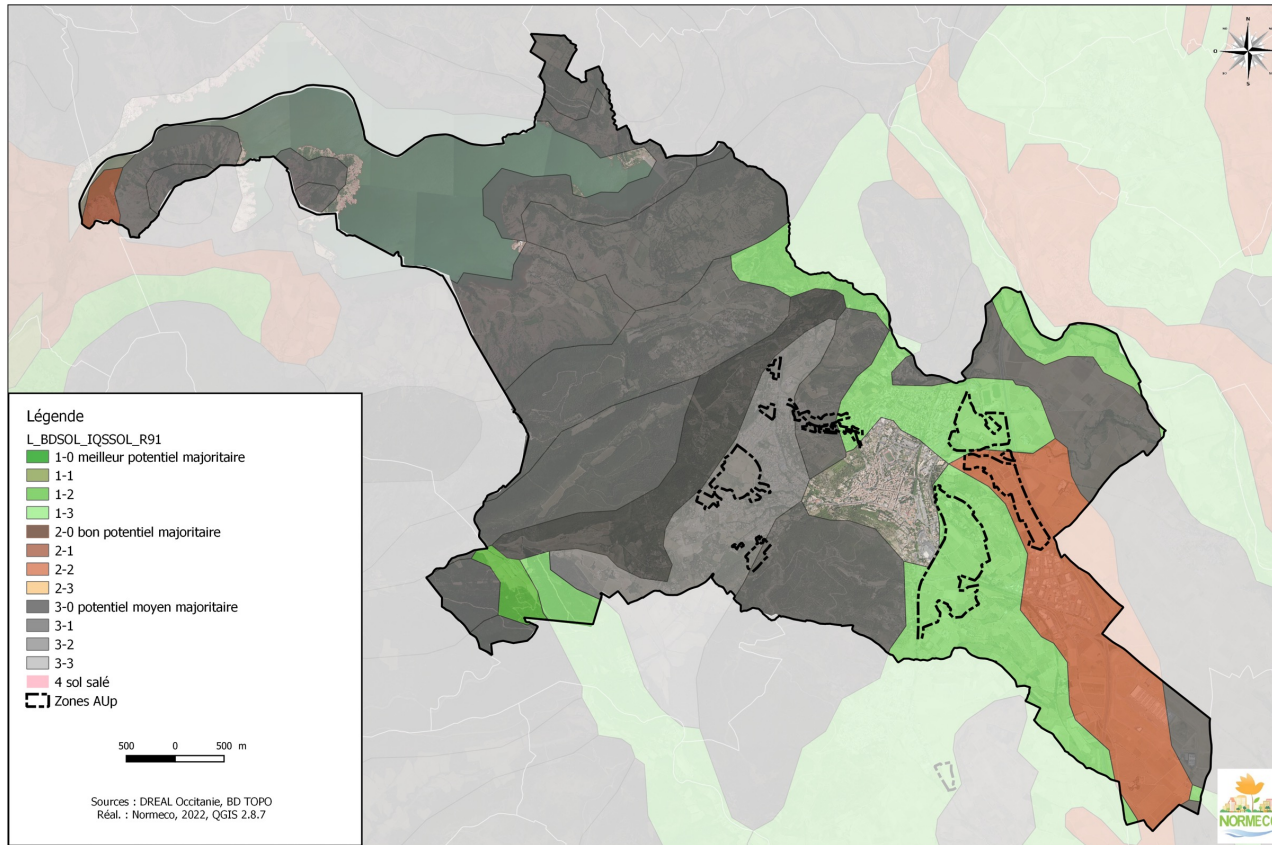 N
O
S
Légende
L_BDSOL_IQSSOL_R91
1-0 meilleur potentiel majoritaire
1-1
1-2
1-3
2-0 bon potentiel majoritaire
2-1
2-2
2-3
3-0 potentiel moyen majoritaire
3-1
3-2
3-3
4 sol salé
Zones AUp
500 0 500 m
Sources : DREAL Occitanie, BD TOPO
Réal. : Normeco, 2022, QGIS 2.8.7
NORMECO